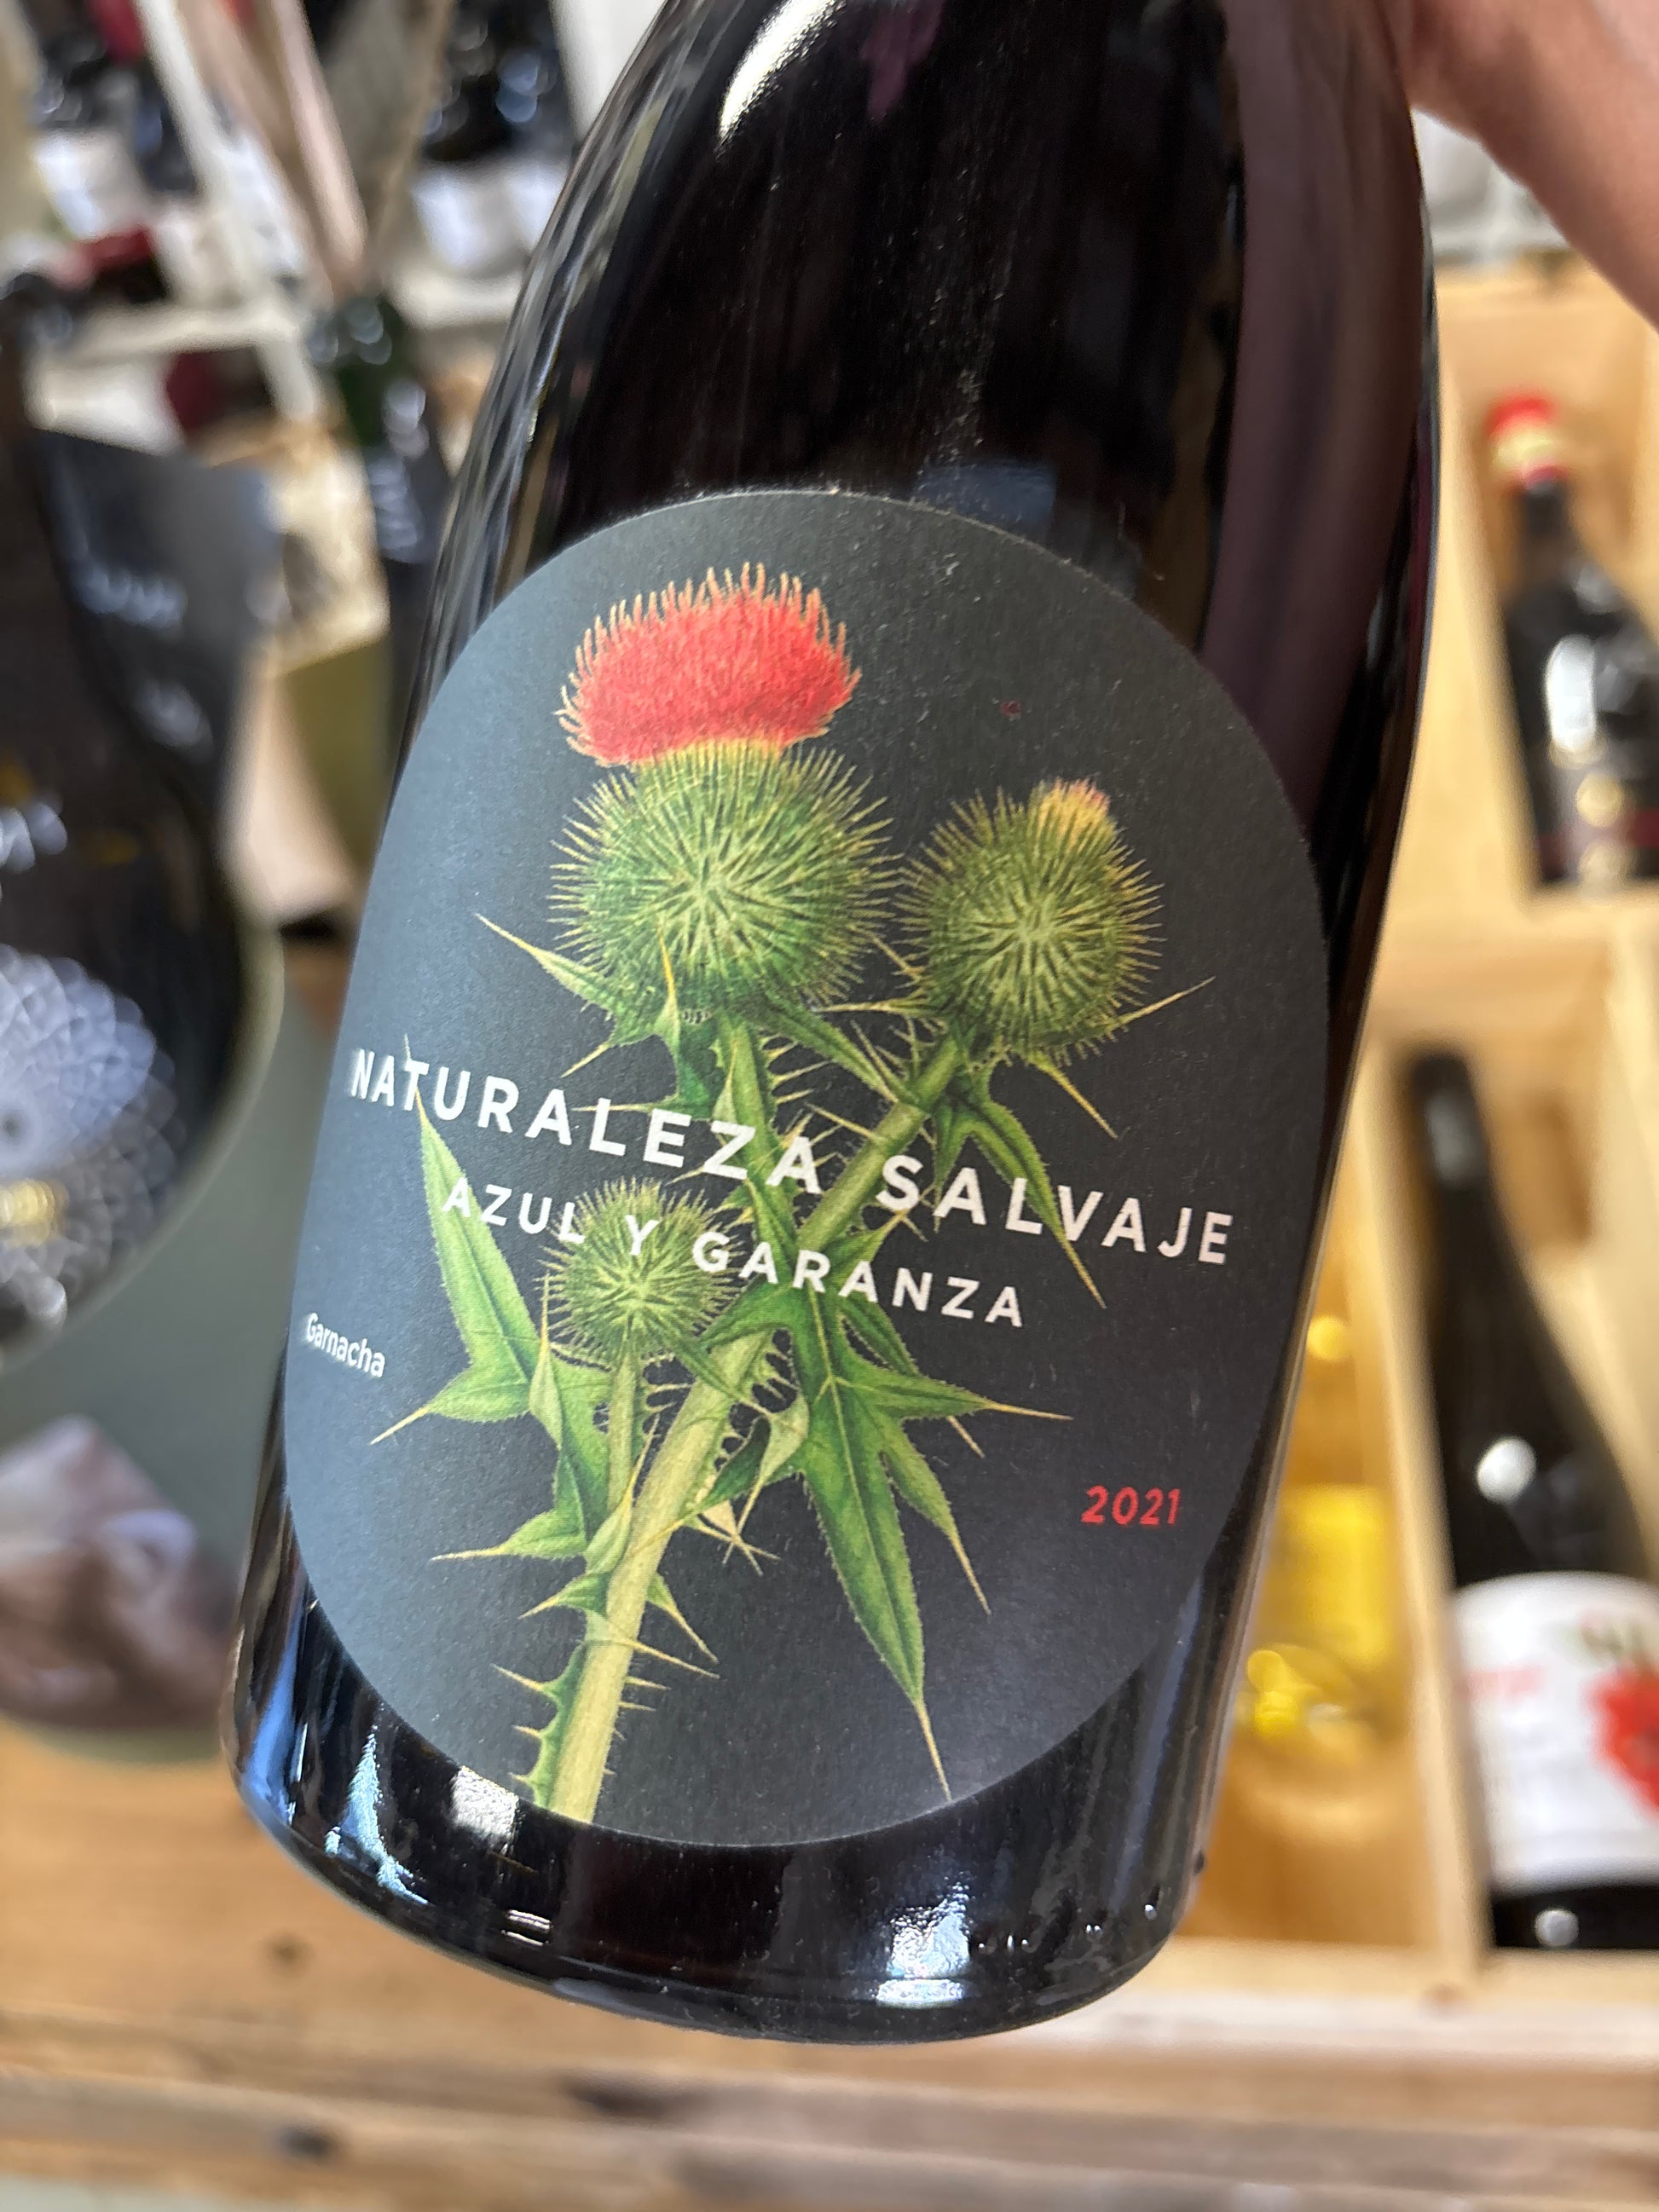 NATURALEZA SALVAJE
AZUL Y GARANZA
Garnacha
2021